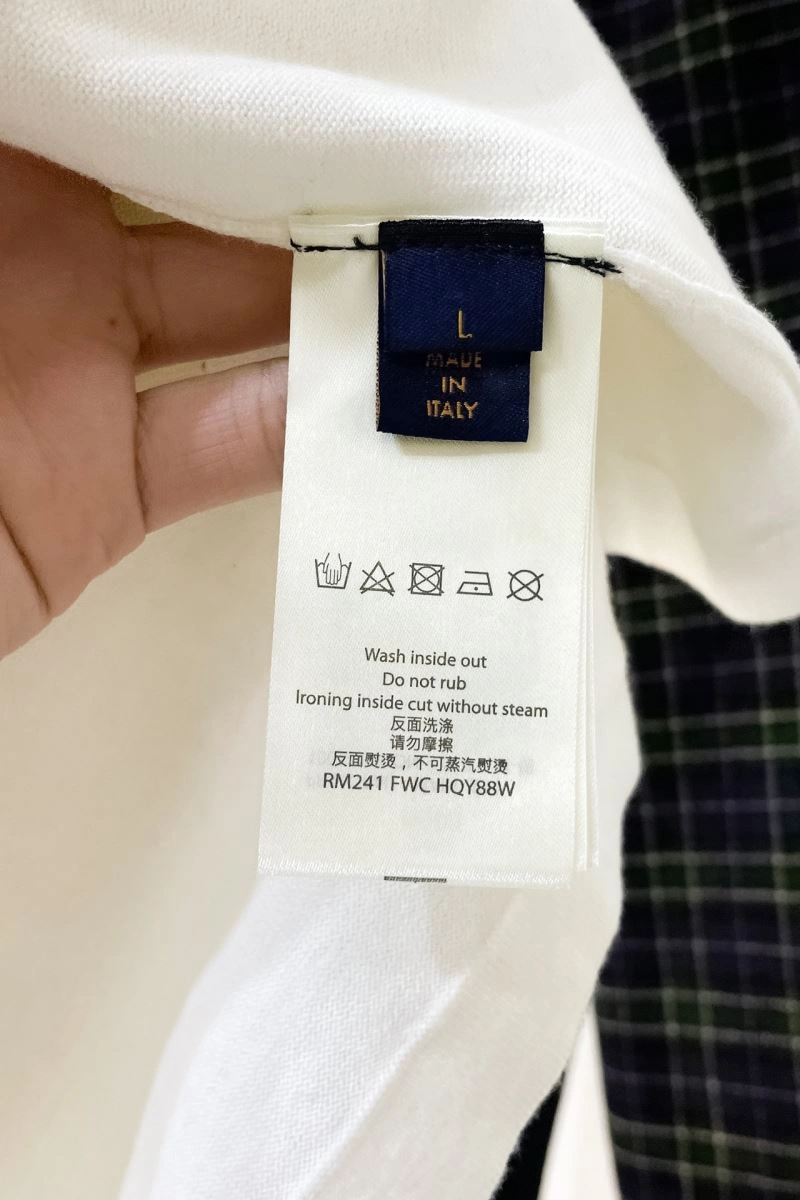 L
MADE
IN
ITALY
Wash inside out
Do not rub
Ironing inside cut without steam
反面洗涤
请勿摩擦
反面熨烫，不可蒸汽熨烫
RM241 FWC HQY88W